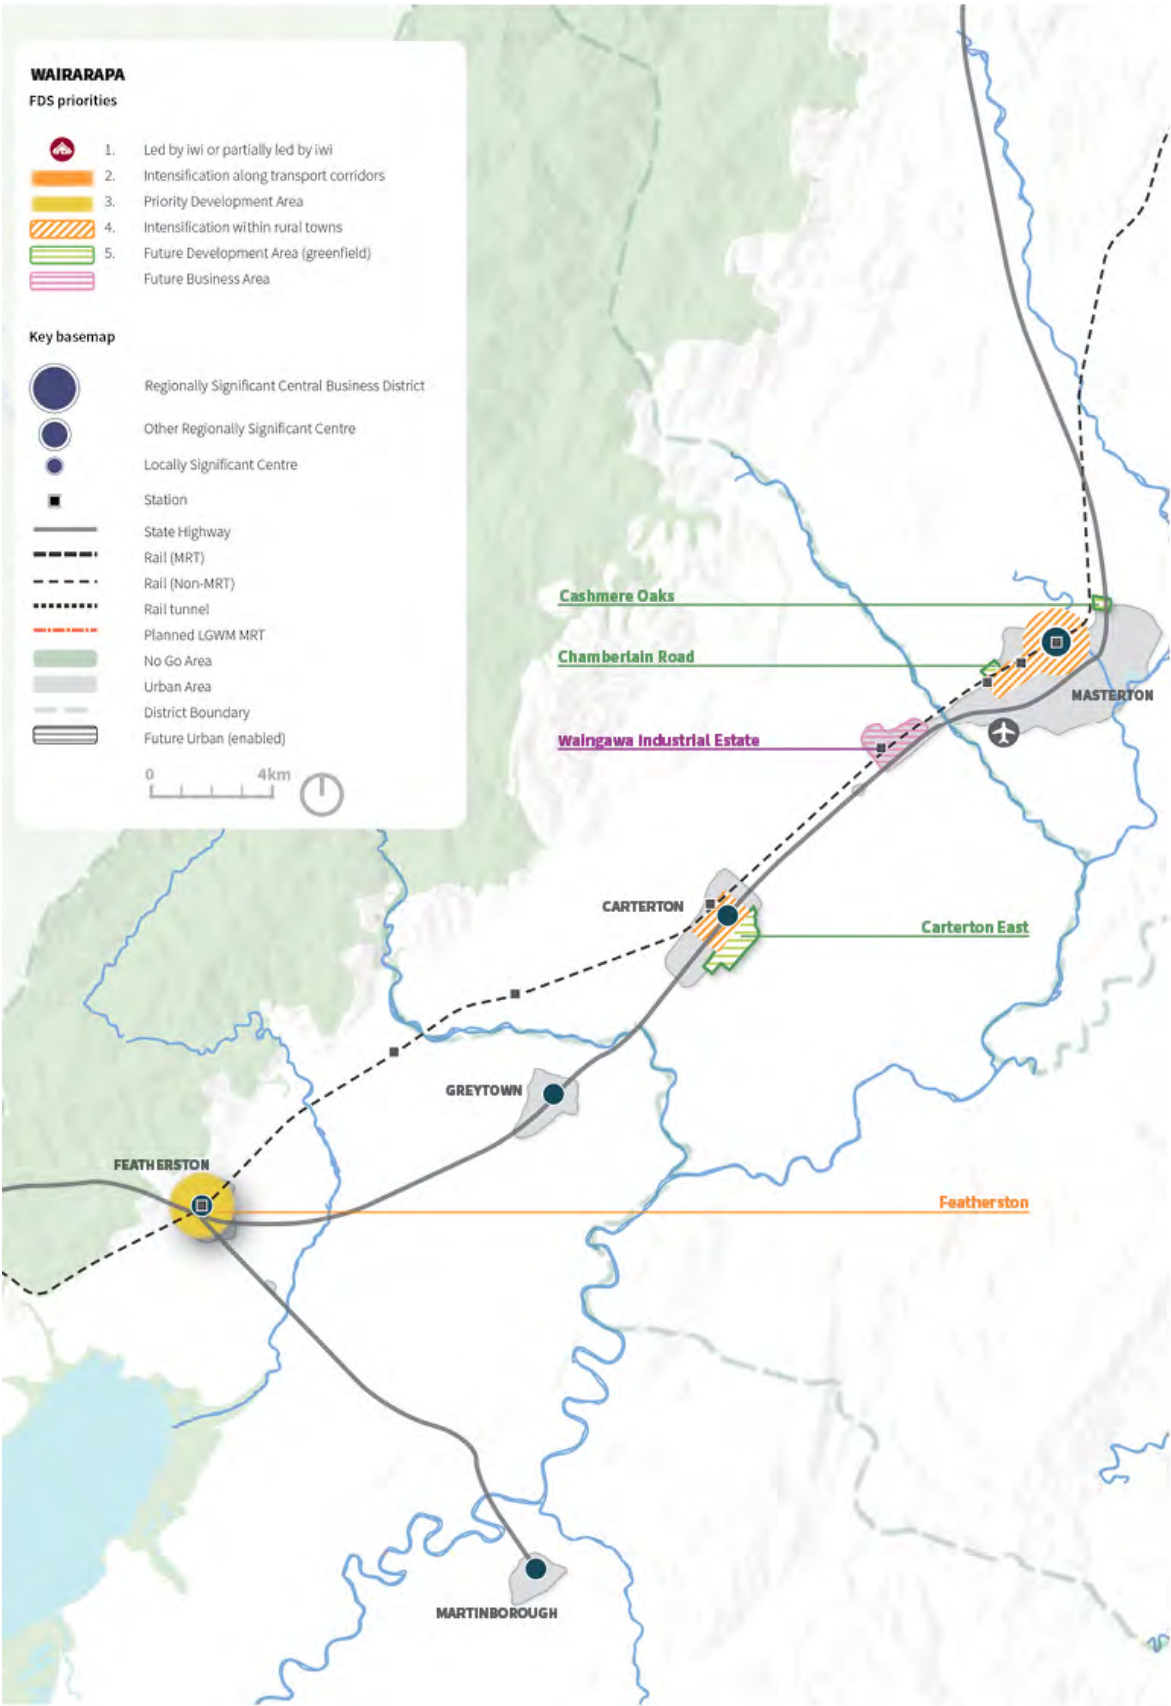 WAIRARAPA
FDS priorities
1. Led by iwi or partially led by iwi
2. Intensification along transport corridors
3. Priority Development Area
4. Intensification within rural towns
5. Future Development Area (greenfield)
Future Business Area
Key basemap
Regionally Significant Central Business District
Other Regionally Significant Centre
Locally Significant Centre
Station
State Highway
Rail (MRT)
Rail (Non-MRT)
Rail tunnel
Planned LGWM MRT
No Go Area
Urban Area
District Boundary
Future Urban (enabled)
0 4km
Cashmere Oaks
Chamberlain Road
MASTERTON
Waingawa Industrial Estate
CARTERTON
Carterton East
GREYTOWN
FEATHERSTON
Featherston
MARTINBOROUGH